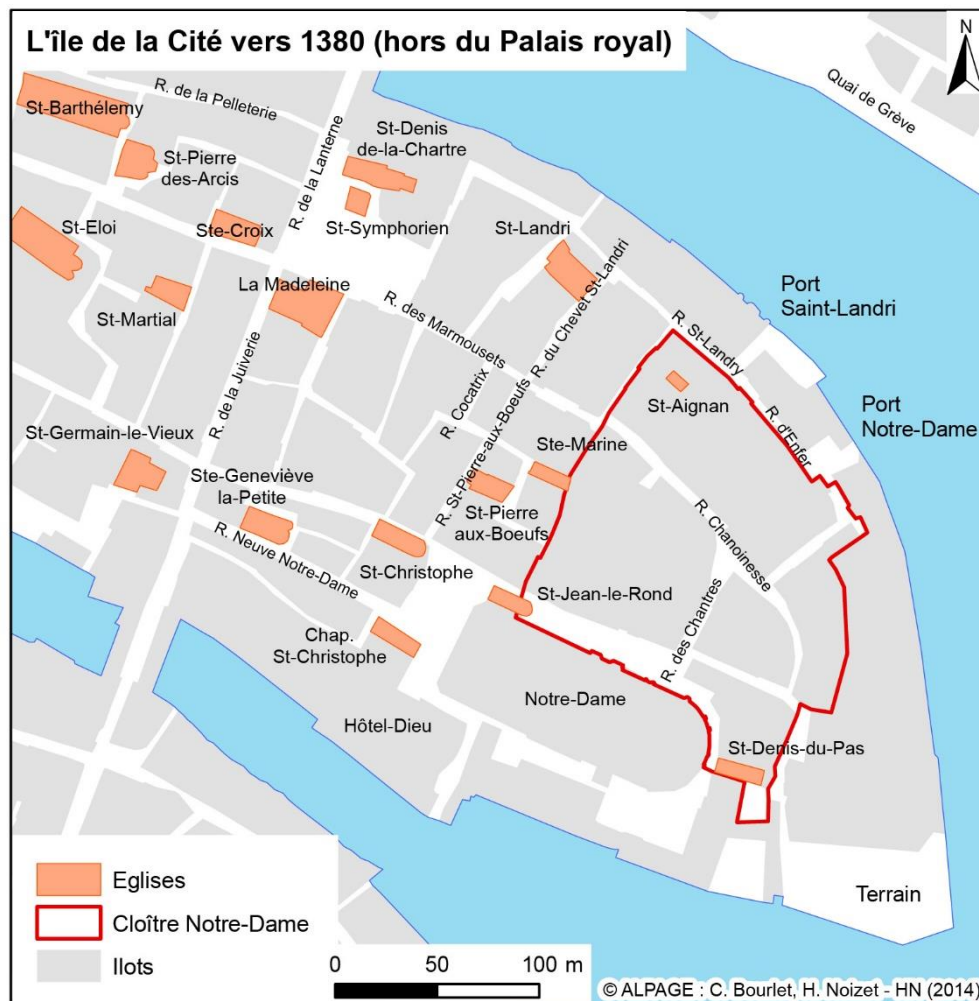 L'île de la Cité vers 1380 (hors du Palais royal)
N
Quai de Grève
R. de la Pelleterie
St-Barthélemy
R. de la Lanterne
St-Denis
de-la-Chartre
St-Pierre
des-Arcis
St-Eloi
Ste-Croix
St-Symphorien
St-Landri
R. du Chevet St-Landri
Port
Saint-Landri
La Madeleine
St-Martial
R. des Marmousets
R. St-Landry
R. de la Juiverie
R. Cocatrix
St-Aignan
R. d'Enfer
Port
Notre-Dame
R. St-Pierre-aux-Boeufs
St-Germain-le-Vieux
Ste-Marine
Ste-Geneviève
la-Petite
St-Pierre
aux-Boeufs
R. Chanoinesse
R. Neuve Notre-Dame
St-Christophe
St-Jean-le-Rond
R. des Chantres
Chap.
St-Christophe
Notre-Dame
Hôtel-Dieu
St-Denis-du-Pas
Terrain
Eglises
Cloître Notre-Dame
Ilots
0 50 100 m
© ALPAGE : C. Bourlet, H. Noizet - HN (2014)